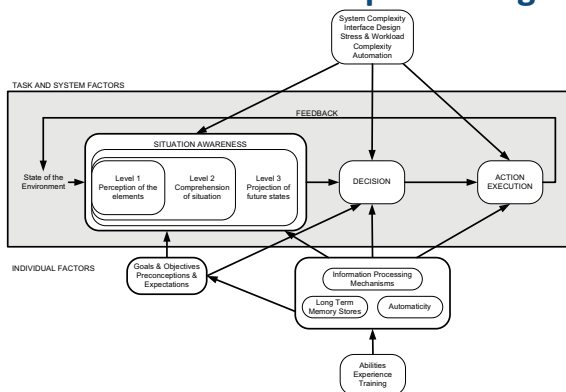 System Complexity
Interface Design
Stress & Workload
Complexity
Automation
TASK AND SYSTEM FACTORS
FEEDBACK
SITUATION AWARENESS
State of the
Environment
Level 1
Perception of the
elements
Level 2
Comprehension
of situation
Level 3
Projection of
future states
DECISION
ACTION
EXECUTION
INDIVIDUAL FACTORS
Goals & Objectives
Preconceptions &
Expectations
Information Processing
Mechanisms
Long Term
Memory Stores
Automaticity
Abilities
Experience
Training